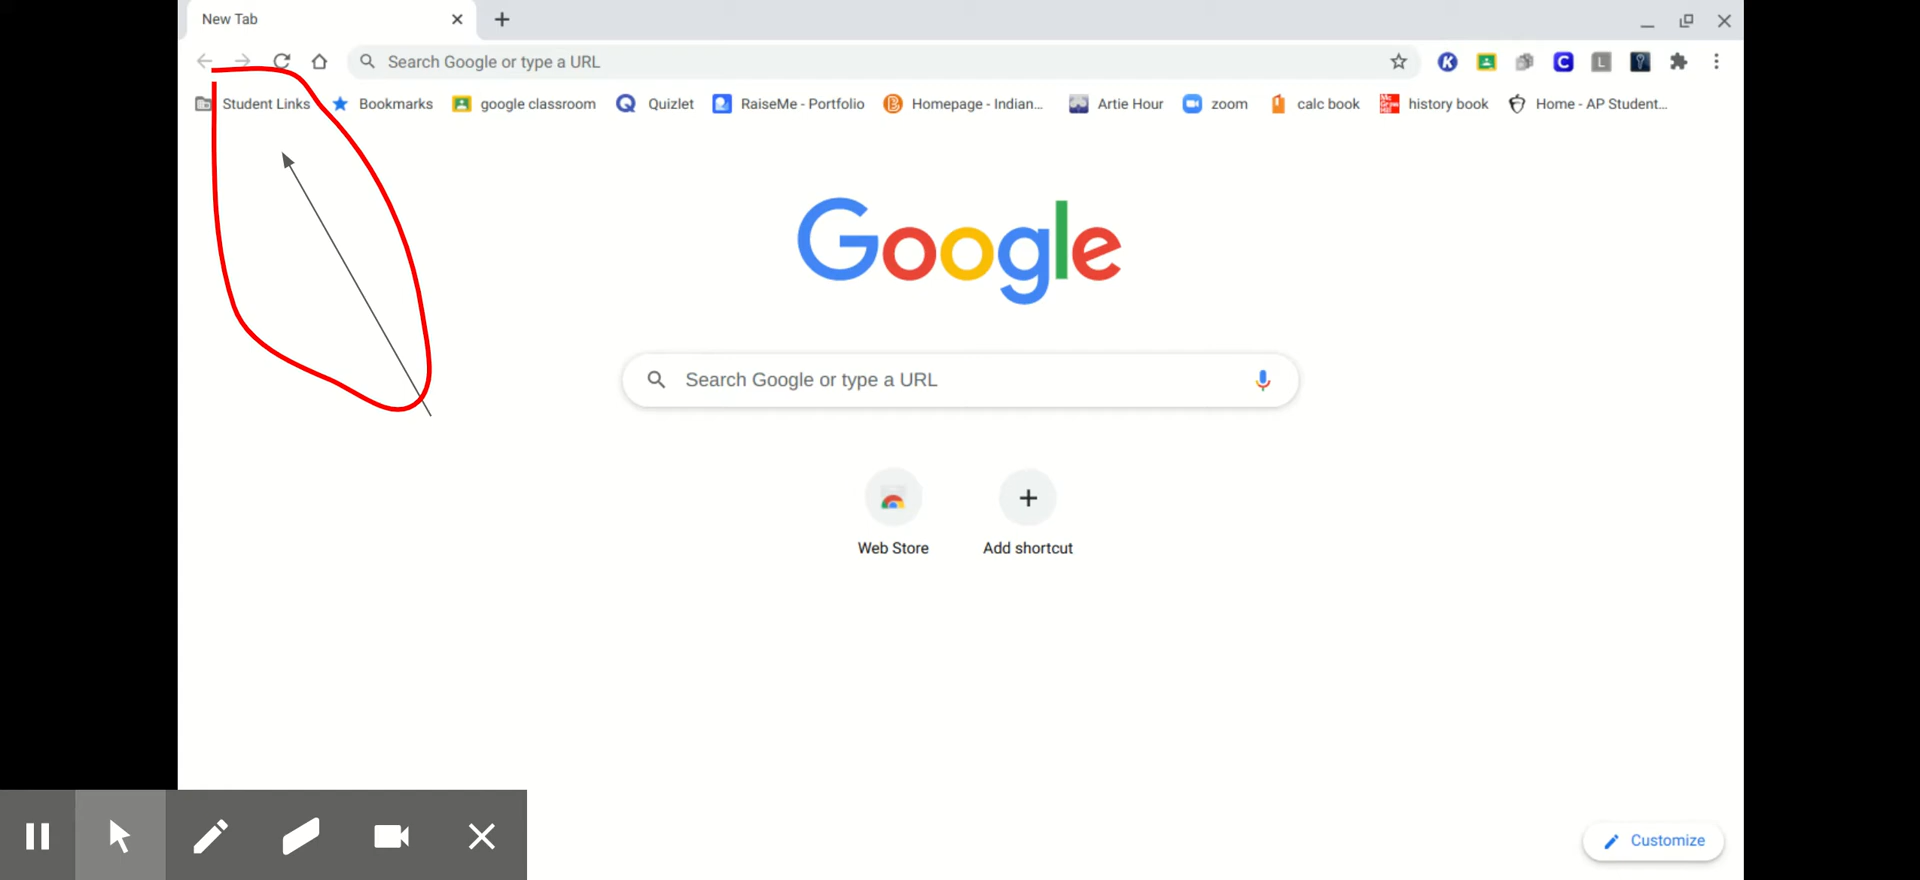 New Tab
Search Google or type a URL
Student Links Bookmarks google classroom Quizlet RaiseMe - Portfolio Homepage - Indian... Artie Hour zoom calc book history book Home - AP Student...
Google
Search Google or type a URL
Web Store Add shortcut
Customize